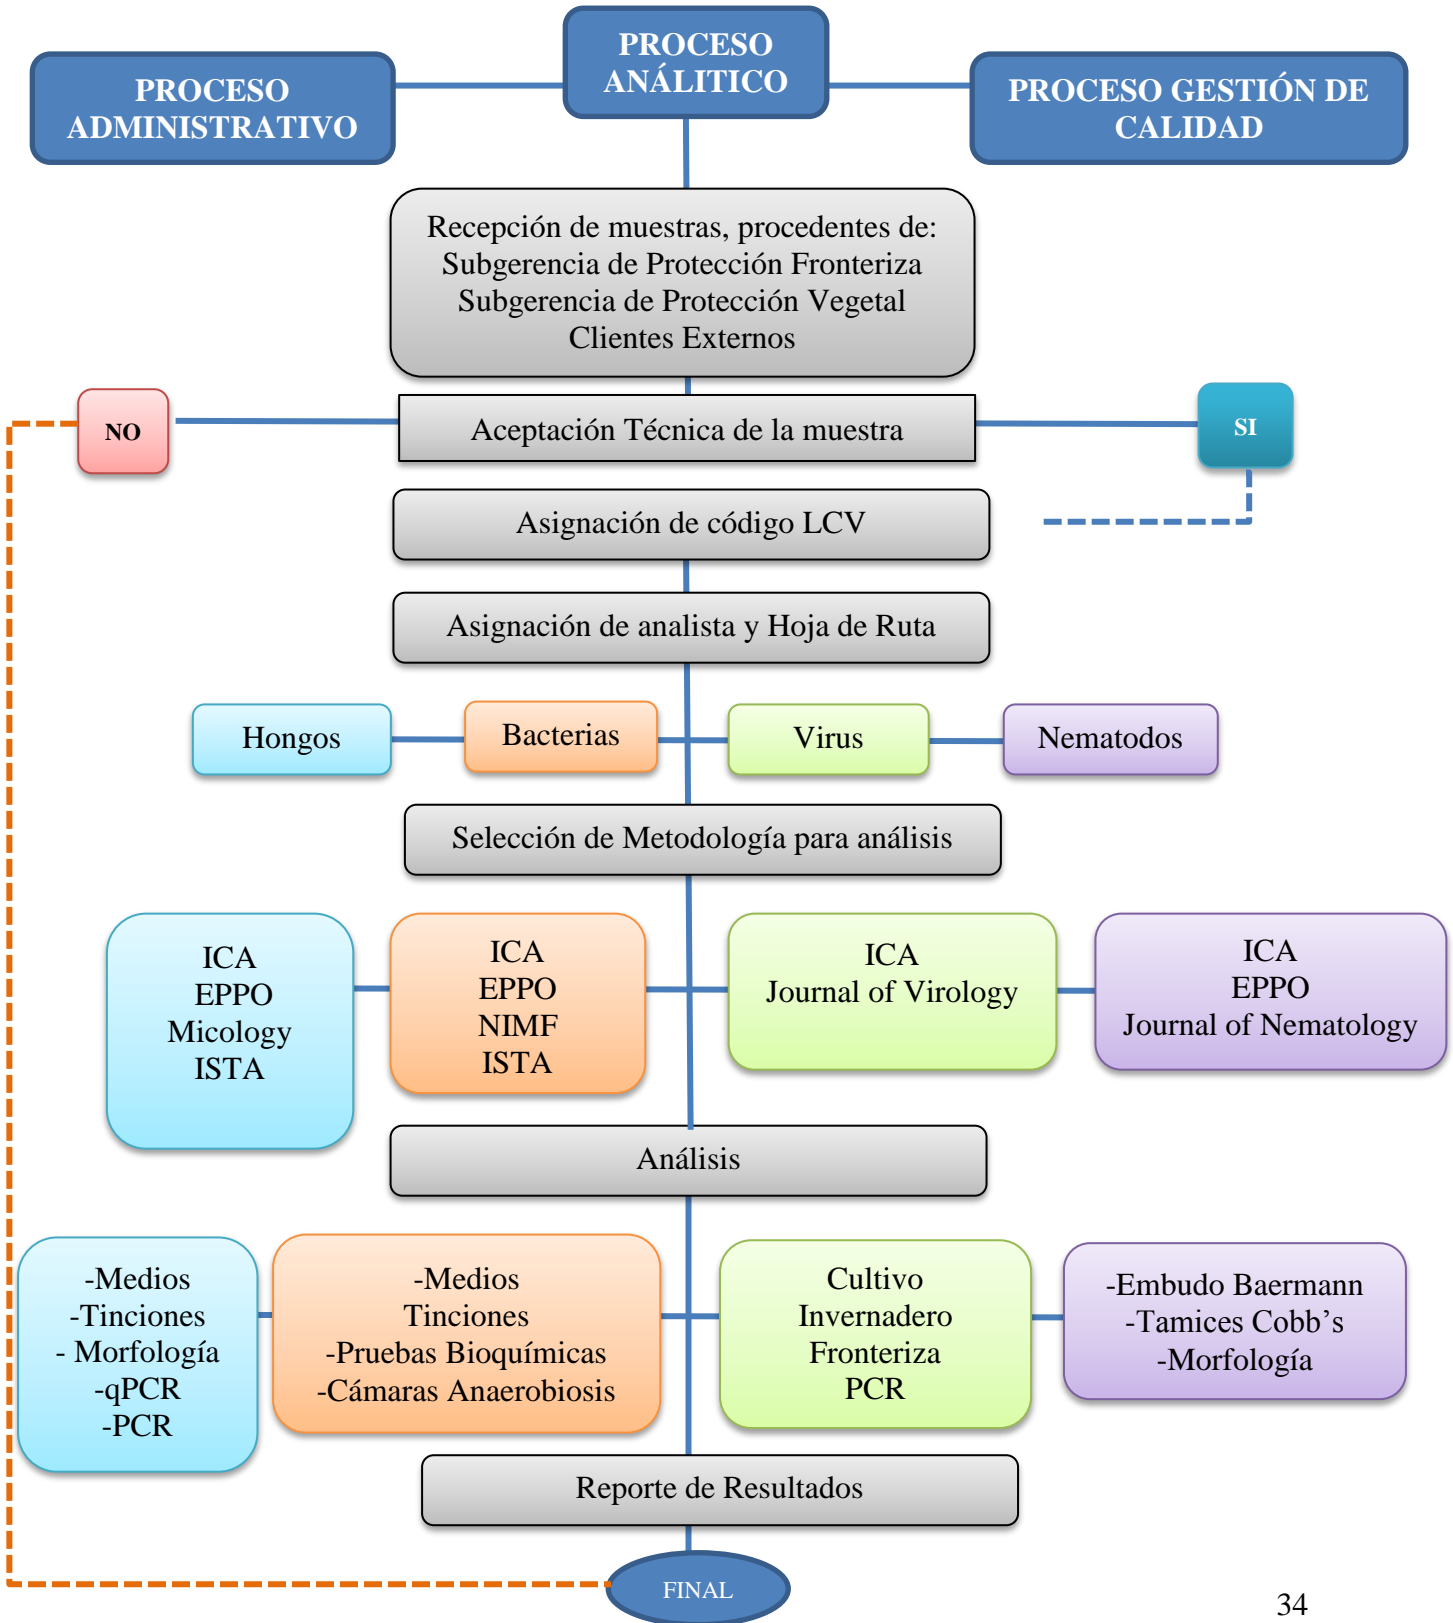 PROCESO
ANÁLITICO
PROCESO
ADMINISTRATIVO
PROCESO GESTIÓN DE
CALIDAD
Recepción de muestras, procedentes de:
Subgerencia de Protección Fronteriza
Subgerencia de Protección Vegetal
Clientes Externos
NO
Aceptación Técnica de la muestra
SI
Asignación de código LCV
Asignación de analista y Hoja de Ruta
Hongos
Bacterias
Virus
Nematodos
Selección de Metodología para análisis
ICA
EPPO
Micology
ISTA
ICA
EPPO
NIMF
ISTA
ICA
Journal of Virology
ICA
EPPO
Journal of Nematology
Análisis
-Medios
-Tinciones
- Morfología
-qPCR
-PCR
-Medios
Tinciones
-Pruebas Bioquímicas
-Cámaras Anaerobiosis
Cultivo
Invernadero
Fronteriza
PCR
-Embudo Baermann
-Tamices Cobb’s
-Morfología
Reporte de Resultados
FINAL
34